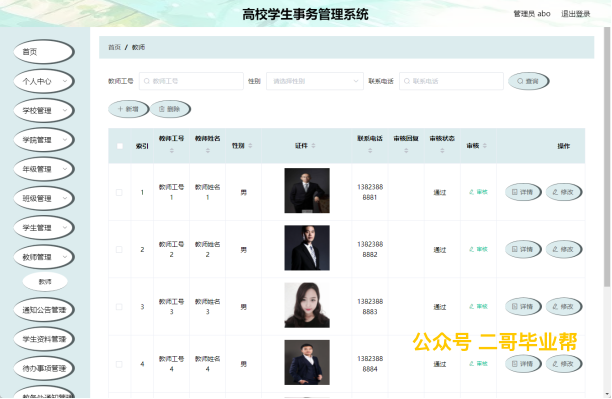 高校学生事务管理系统
管理员 abo 退出登录
首页
个人中心
学校管理
学院管理
年级管理
班级管理
学生管理
教师管理
教师
通知公告管理
学生资料管理
待办事项管理
教务处通知管理
首页 / 教师
教师工号 教师工号 性别 请选择性别 联系电话 联系电话 查询
+ 新增 删除
索引 教师工号 教师姓名 性别 证件 联系电话 审核回复 审核状态 审核 操作
1 教师工号1 教师姓名1 男 13823888881 通过 审核 详情 修改
2 教师工号2 教师姓名2 男 13823888882 通过 审核 详情 修改
3 教师工号3 教师姓名3 男 13823888883 通过 审核 详情 修改
4 教师工号4 教师姓名4 男 13823888884 通过 审核 详情 修改
公众号 二哥毕业帮